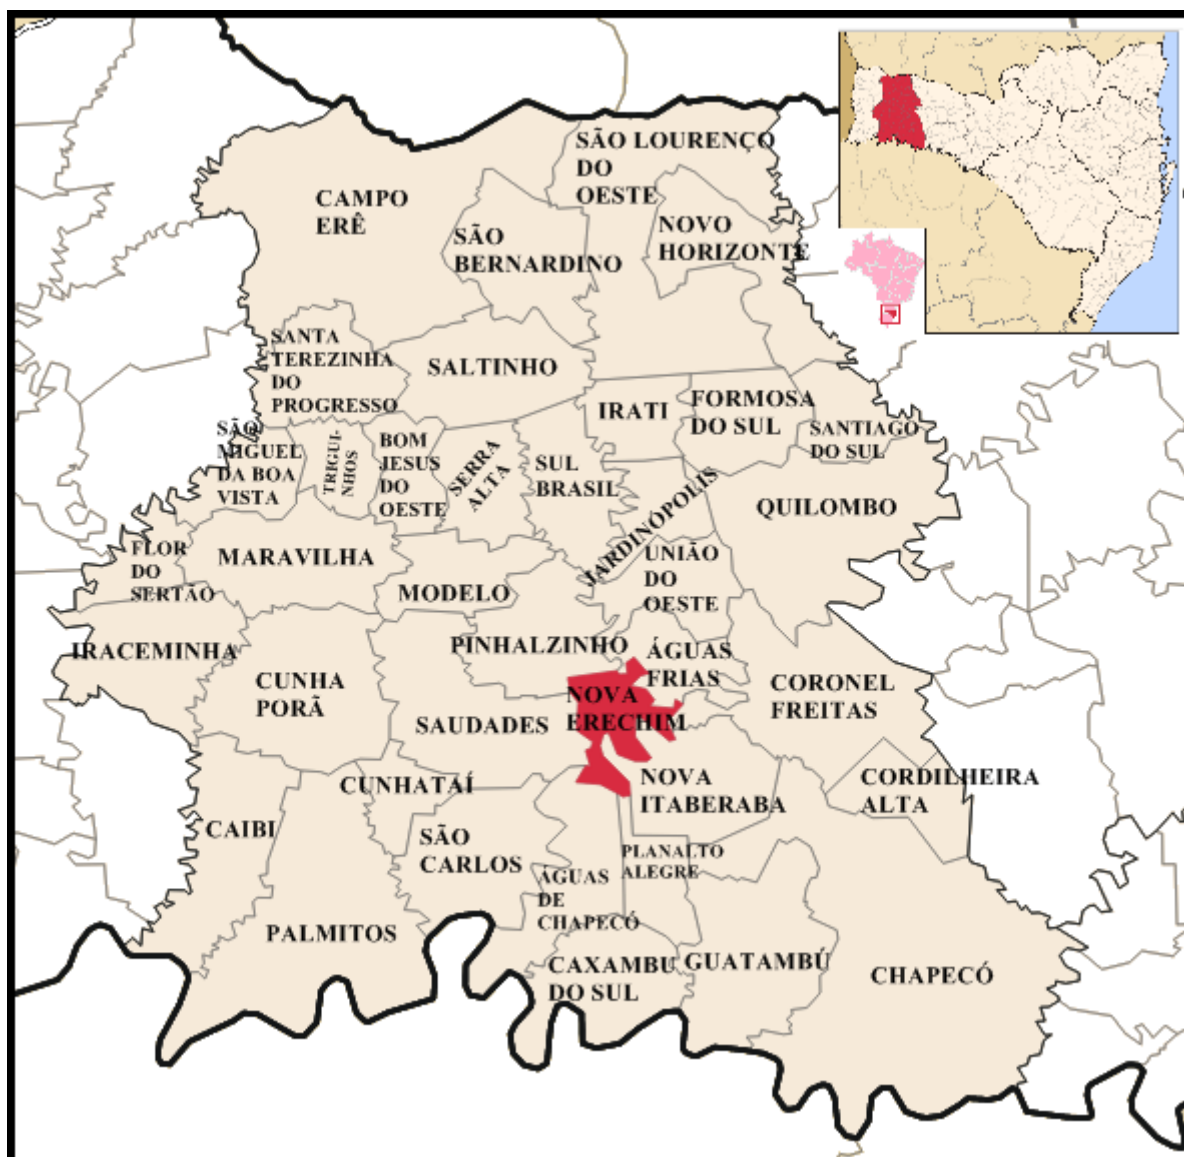 SÃO LOURENÇO
DO
OESTE
CAMPO
ERÊ
SÃO
BERNARDINO
NOVO
HORIZONTE
SANTA
TEREZINHA
DO
PROGRESSO
SALTINHO
IRATI
FORMOSA
DO SUL
SANTIAGO
DO SUL
SÃO
MIGUEL
DA BOA
VISTA
TRIGUI-
NHOS
BOM
JESUS
DO
OESTE
SERRA
ALTA
SUL
BRASIL
JARDINÓPOLIS
QUILOMBO
FLOR
DO
SERTÃO
MARAVILHA
MODELO
UNIÃO
DO
OESTE
IRACEMINHA
CUNHA
PORÃ
PINHALZINHO
ÁGUAS
FRIAS
CORONEL
FREITAS
SAUDADES
NOVA
ERECHIM
CUNHATAÍ
NOVA
ITABERABA
CORDILHEIRA
ALTA
CAIBI
SÃO
CARLOS
PLANALTO
ALEGRE
ÁGUAS
DE
CHAPECÓ
PALMITOS
CAXAMBU
DO SUL
GUATAMBÚ
CHAPECÓ